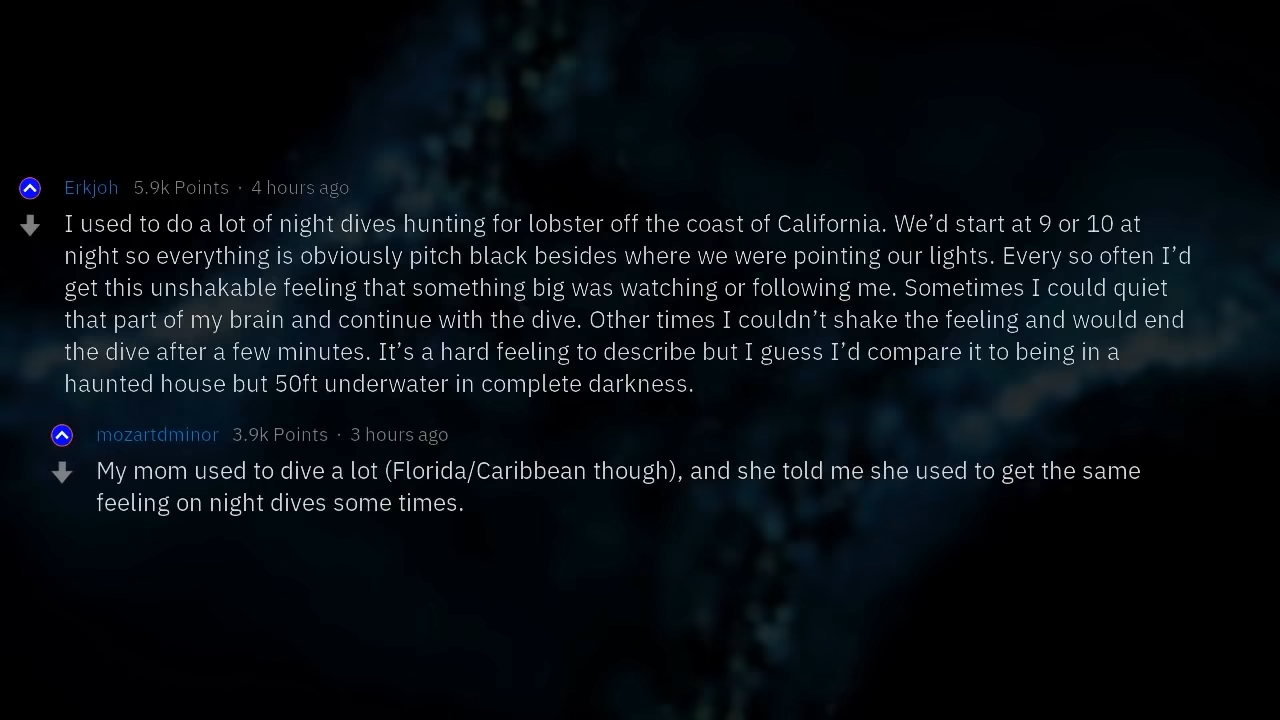 Erkjoh 5.9k Points · 4 hours ago
I used to do a lot of night dives hunting for lobster off the coast of California. We’d start at 9 or 10 at
night so everything is obviously pitch black besides where we were pointing our lights. Every so often I’d
get this unshakable feeling that something big was watching or following me. Sometimes I could quiet
that part of my brain and continue with the dive. Other times I couldn’t shake the feeling and would end
the dive after a few minutes. It’s a hard feeling to describe but I guess I’d compare it to being in a
haunted house but 50ft underwater in complete darkness.
mozartdminor 3.9k Points · 3 hours ago
My mom used to dive a lot (Florida/Caribbean though), and she told me she used to get the same
feeling on night dives some times.